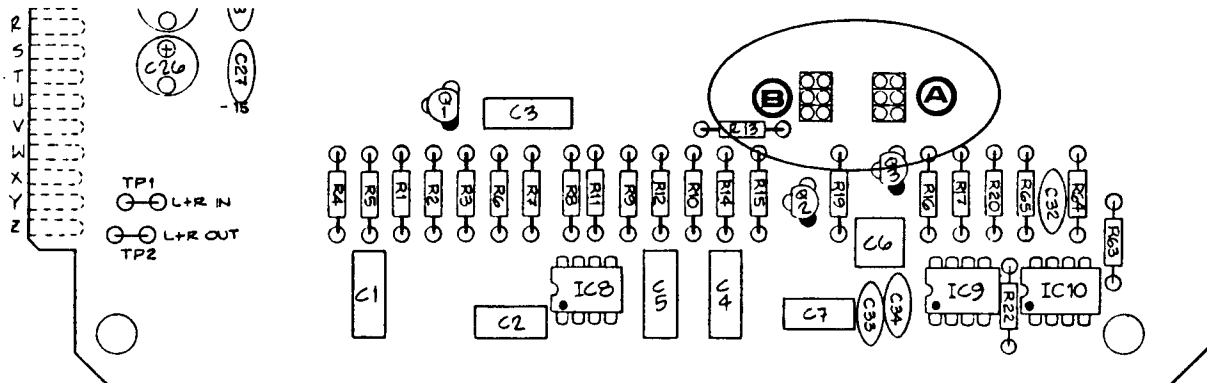 R
S
T
U
V
W
X
Y
Z
C26
C27
-15
TP1
L+R IN
L+R OUT
TP2
Q1
C3
B
A
R13
R4
R5
R1
R2
R3
R6
R7
R8
R11
R9
R12
R10
R14
R15
Q2
R19
Q3
R16
R17
R20
R65
C32
R64
R63
C1
C2
IC8
C5
C4
C6
C7
C33
C34
IC9
R22
IC10